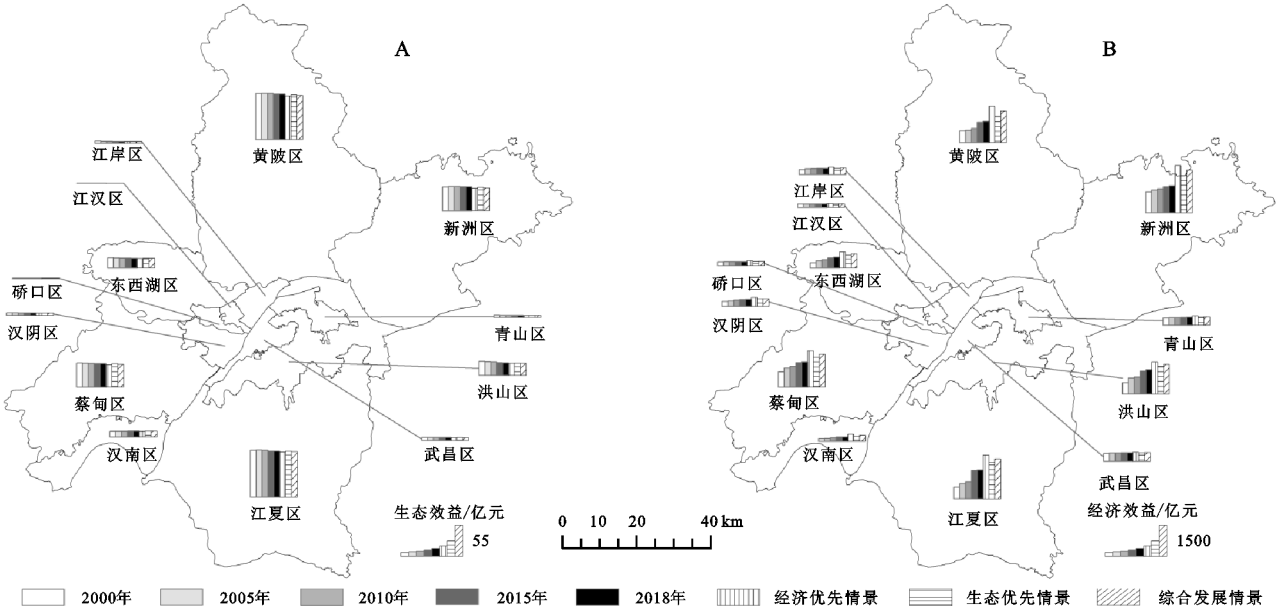 A
黄陂区
江岸区
江汉区
新洲区
东西湖区
硚口区
汉阴区
青山区
蔡甸区
洪山区
汉南区
武昌区
江夏区
生态效益/亿元
55
0 10 20 40 km
B
黄陂区
江岸区
江汉区
新洲区
东西湖区
硚口区
汉阴区
青山区
蔡甸区
洪山区
汉南区
武昌区
江夏区
经济效益/亿元
1500
2000年 2005年 2010年 2015年 2018年 经济优先情景 生态优先情景 综合发展情景